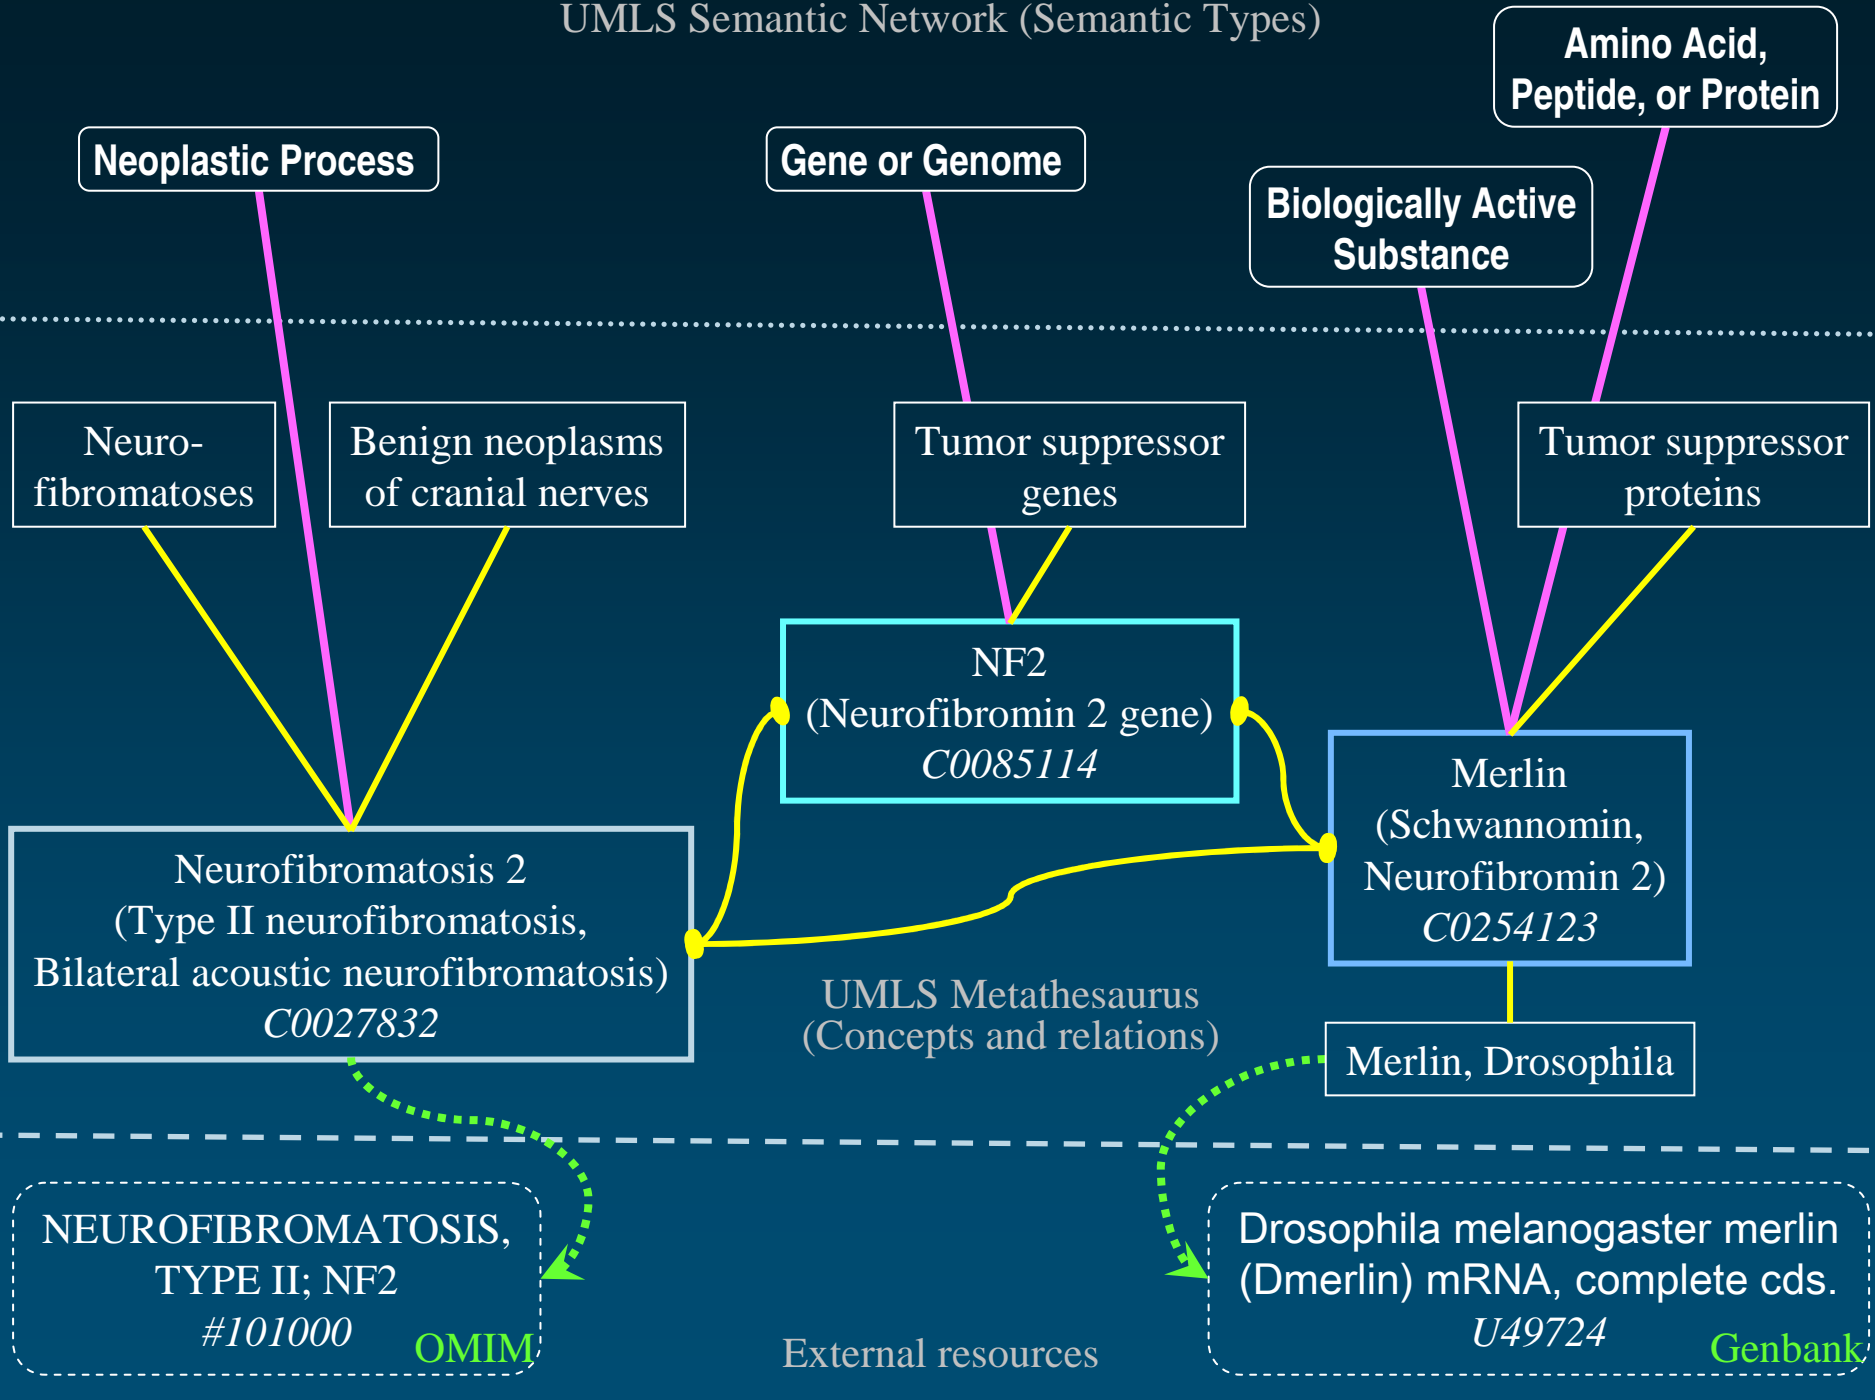 UMLS Semantic Network (Semantic Types)
Amino Acid,
Peptide, or Protein
Neoplastic Process
Gene or Genome
Biologically Active
Substance
Neuro-
fibromatoses
Benign neoplasms
of cranial nerves
Tumor suppressor
genes
Tumor suppressor
proteins
NF2
(Neurofibromin 2 gene)
C0085114
Merlin
(Schwannomin,
Neurofibromin 2)
C0254123
Neurofibromatosis 2
(Type II neurofibromatosis,
Bilateral acoustic neurofibromatosis)
C0027832
UMLS Metathesaurus
(Concepts and relations)
Merlin, Drosophila
NEUROFIBROMATOSIS,
TYPE II; NF2
#101000
OMIM
External resources
Drosophila melanogaster merlin
(Dmerlin) mRNA, complete cds.
U49724
Genbank